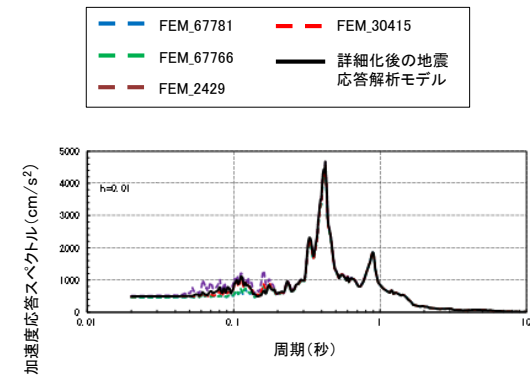 FEM_67781
FEM_30415
FEM_67766
詳細化後の地震
応答解析モデル
FEM_2429
加速度応答スペクトル(cm/s²)
5000
4000
3000
2000
1000
0
h=0.01
0.01
0.1
1
10
周期(秒)